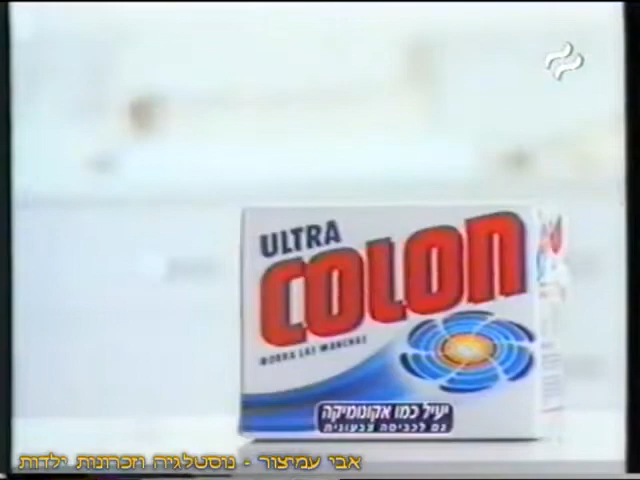 ULTRA
COLON
BORRA LAS MANCHAS
יעיל כמו אקונומיקה
גם לכביסה צבעונית
אבי עמיצור - נוסטלגיה וזכרונות ילדות